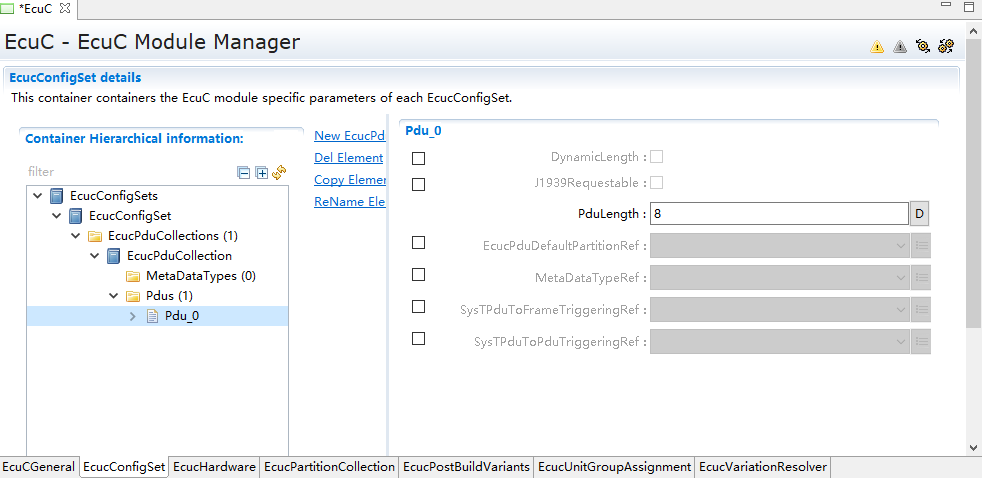 *EcuC
EcuC - EcuC Module Manager
EcucConfigSet details
This container containers the EcuC module specific parameters of each EcucConfigSet.
Container Hierarchical information:
filter
EcucConfigSets
EcucConfigSet
EcucPduCollections (1)
EcucPduCollection
MetaDataTypes (0)
Pdus (1)
Pdu_0
New EcucPd
Del Element
Copy Elemer
ReName Ele
Pdu_0
DynamicLength :
J1939Requestable :
PduLength : 8 D
EcucPduDefaultPartitionRef :
MetaDataTypeRef :
SysTPduToFrameTriggeringRef :
SysTPduToPduTriggeringRef :
EcuCGeneral EcucConfigSet EcucHardware EcucPartitionCollection EcucPostBuildVariants EcucUnitGroupAssignment EcucVariationResolver